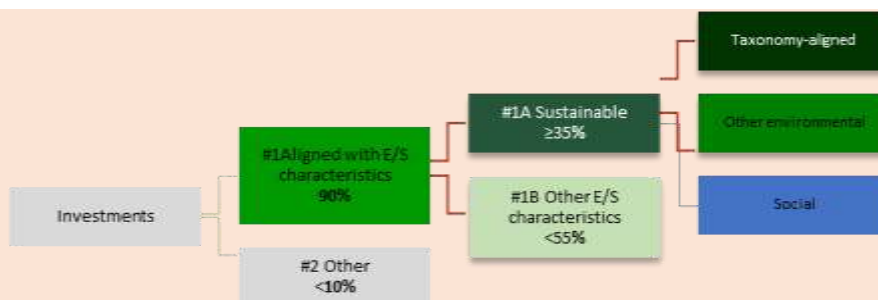 Taxonomy-aligned
#1A Sustainable
≥35%
Other environmental
#1Aligned with E/S
characteristics
90%
#1B Other E/S
characteristics
<55%
Social
Investments
#2 Other
<10%